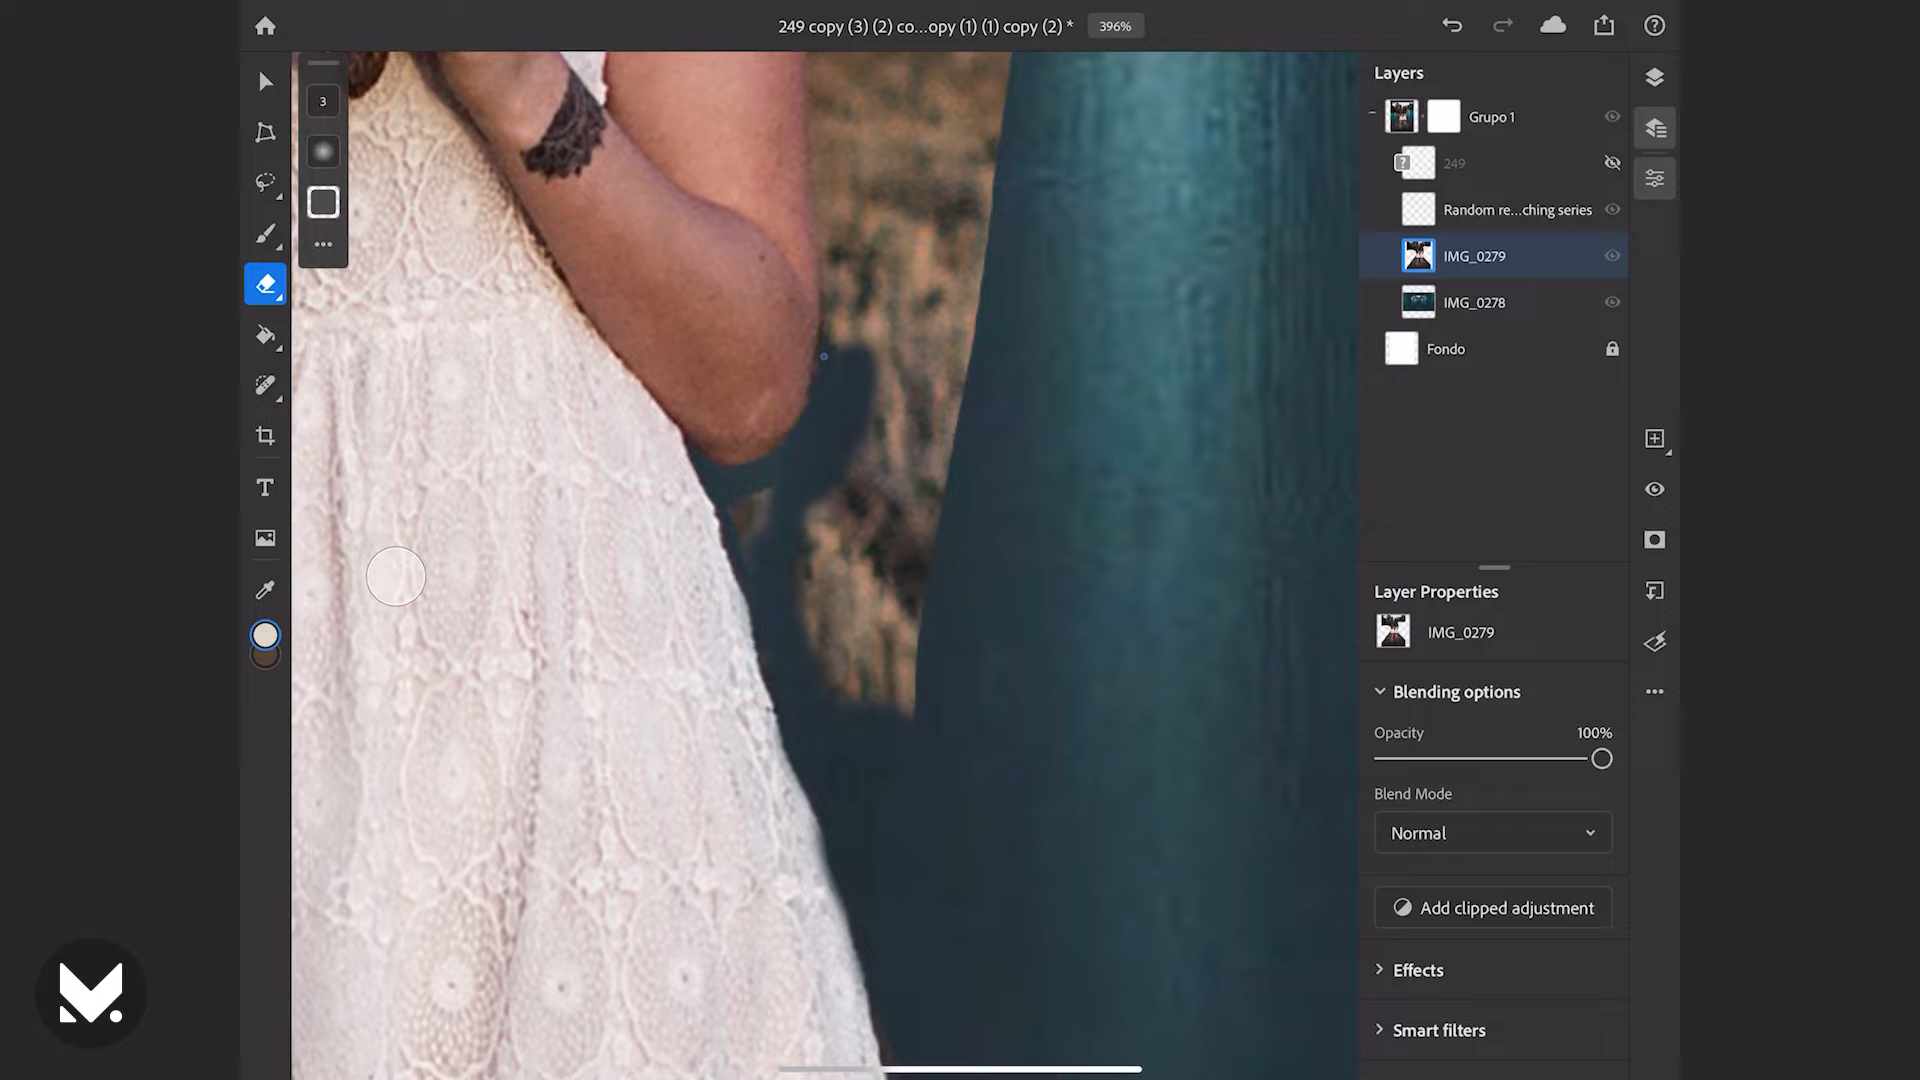 249 copy (3) (2) co...opy (1) (1) copy (2) *
396%
3
T
Layers
Grupo 1
?
249
Random re...ching series
IMG_0279
IMG_0278
Fondo
Layer Properties
IMG_0279
Blending options
Opacity
100%
Blend Mode
Normal
Add clipped adjustment
Effects
Smart filters
M.